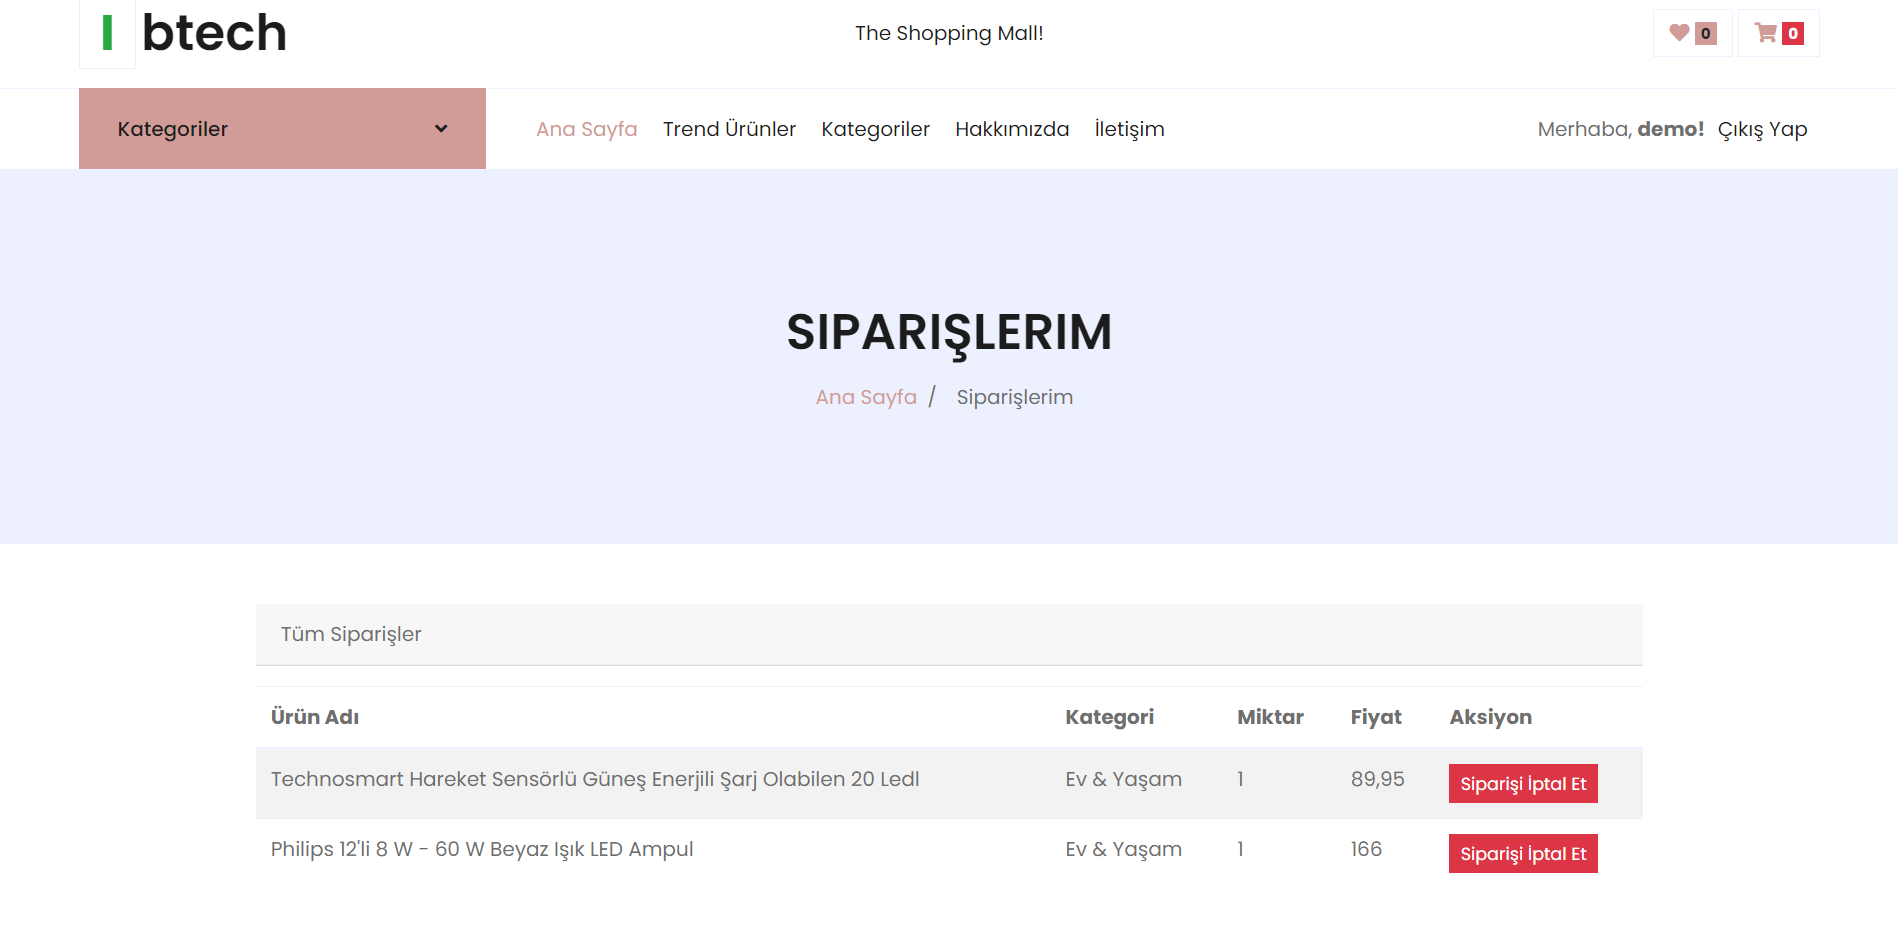 I btech
The Shopping Mall!
0 0
Kategoriler
Ana Sayfa Trend Ürünler Kategoriler Hakkımızda İletişim
Merhaba, demo! Çıkış Yap
SIPARIŞLERIM
Ana Sayfa / Siparişlerim
Tüm Siparişler
Ürün Adı Kategori Miktar Fiyat Aksiyon
Technosmart Hareket Sensörlü Güneş Enerjili Şarj Olabilen 20 Ledl Ev & Yaşam 1 89,95 Siparişi İptal Et
Philips 12'li 8 W - 60 W Beyaz Işık LED Ampul Ev & Yaşam 1 166 Siparişi İptal Et